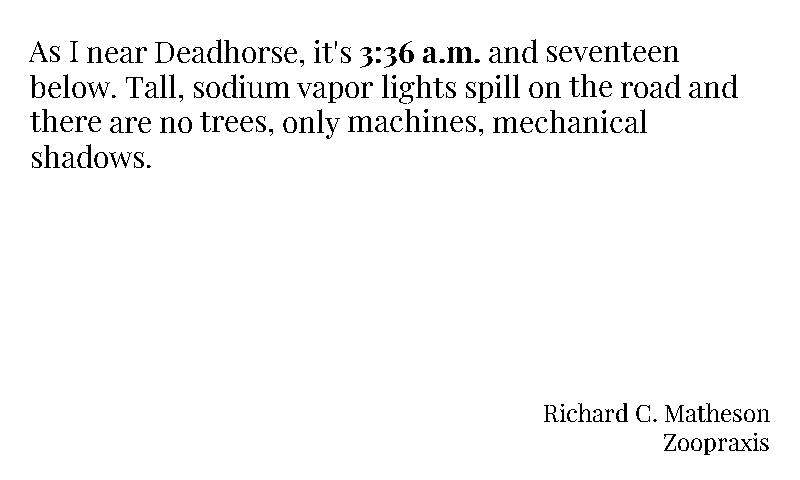 As I near Deadhorse, it's 3:36 a.m. and seventeen
below. Tall, sodium vapor lights spill on the road and
there are no trees, only machines, mechanical
shadows.
Richard C. Matheson
Zoopraxis